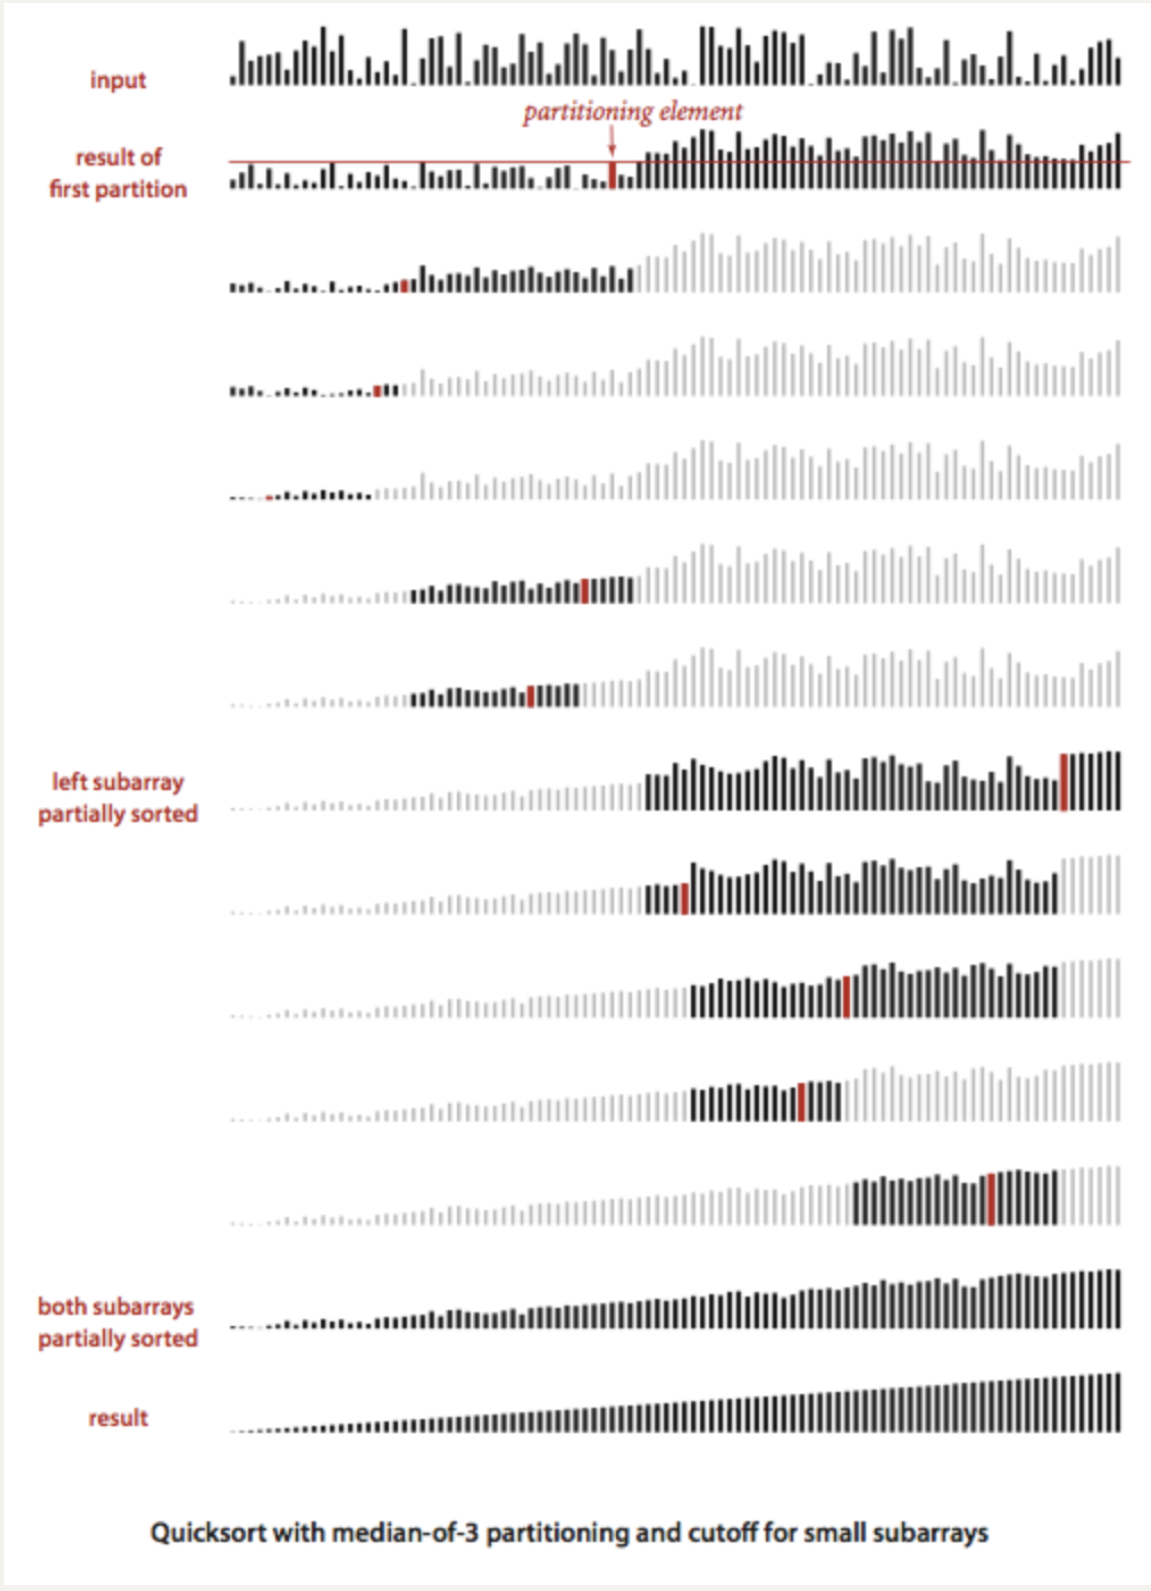 input
partitioning element
result of
first partition
left subarray
partially sorted
both subarrays
partially sorted
result
Quicksort with median-of-3 partitioning and cutoff for small subarrays